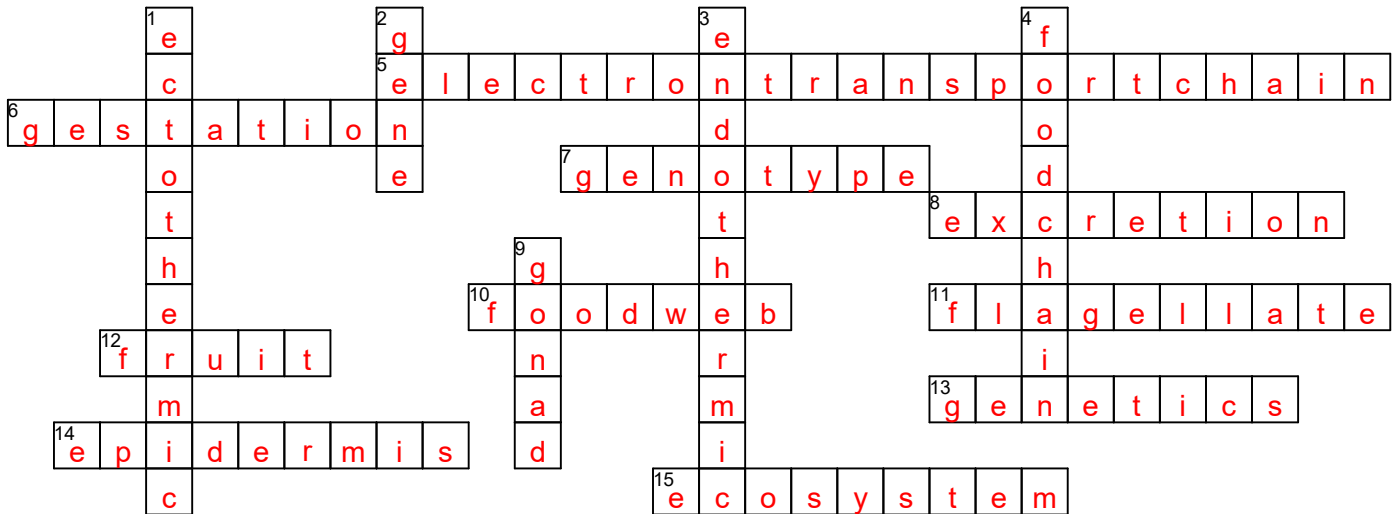 1 e 2 g 3 e 4 f
c 5 e l e c t r o n t r a n s p o r t c h a i n
6 g e s t a t i o n d o
o e 7 g e n o t y p e d
t t 8 e x c r e t i o n
h 9 g h h
e 10 f o o d w e b 11 f l a g e l l a t e
12 f r u i t n r i
m a m 13 g e n e t i c s
14 e p i d e r m i s d i
c 15 e c o s y s t e m